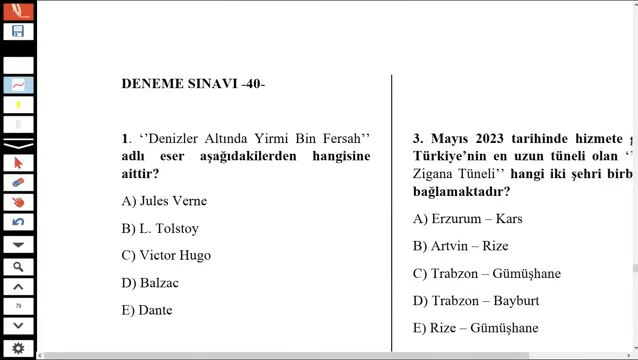 DENEME SINAVI -40-
1. ‘’Denizler Altında Yirmi Bin Fersah’’
adlı eser aşağıdakilerden hangisine
aittir?
A) Jules Verne
B) L. Tolstoy
C) Victor Hugo
D) Balzac
E) Dante
3. Mayıs 2023 tarihinde hizmete
Türkiye’nin en uzun tüneli olan
Zigana Tüneli’’ hangi iki şehri birb
bağlamaktadır?
A) Erzurum – Kars
B) Artvin – Rize
C) Trabzon – Gümüşhane
D) Trabzon – Bayburt
E) Rize – Gümüşhane